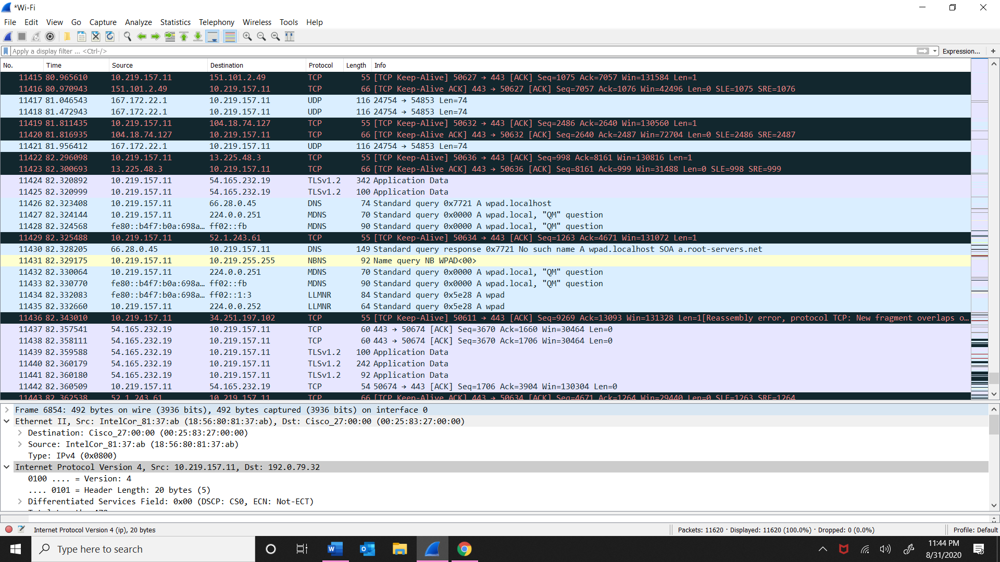 *Wi-Fi
File Edit View Go Capture Analyze Statistics Telephony Wireless Tools Help
Apply a display filter ... <Ctrl-/> Expression... +
No. Time Source Destination Protocol Length Info
11415 80.965610 10.219.157.11 151.101.2.49 TCP 55 [TCP Keep-Alive] 50627 → 443 [ACK] Seq=1075 Ack=7057 Win=131584 Len=1
11416 80.970943 151.101.2.49 10.219.157.11 TCP 66 [TCP Keep-Alive ACK] 443 → 50627 [ACK] Seq=7057 Ack=1076 Win=42496 Len=0 SLE=1075 SRE=1076
11417 81.046543 167.172.22.1 10.219.157.11 UDP 116 24754 → 54853 Len=74
11418 81.472943 167.172.22.1 10.219.157.11 UDP 116 24754 → 54853 Len=74
11419 81.811435 10.219.157.11 104.18.74.127 TCP 55 [TCP Keep-Alive] 50632 → 443 [ACK] Seq=2486 Ack=2640 Win=130560 Len=1
11420 81.816935 104.18.74.127 10.219.157.11 TCP 66 [TCP Keep-Alive ACK] 443 → 50632 [ACK] Seq=2640 Ack=2487 Win=72704 Len=0 SLE=2486 SRE=2487
11421 81.956412 167.172.22.1 10.219.157.11 UDP 116 24754 → 54853 Len=74
11422 82.296098 10.219.157.11 13.225.48.3 TCP 55 [TCP Keep-Alive] 50636 → 443 [ACK] Seq=998 Ack=8161 Win=130816 Len=1
11423 82.300693 13.225.48.3 10.219.157.11 TCP 66 [TCP Keep-Alive ACK] 443 → 50636 [ACK] Seq=8161 Ack=999 Win=31488 Len=0 SLE=998 SRE=999
11424 82.320892 10.219.157.11 54.165.232.19 TLSv1.2 342 Application Data
11425 82.320999 10.219.157.11 54.165.232.19 TLSv1.2 100 Application Data
11426 82.323408 10.219.157.11 66.28.0.45 DNS 74 Standard query 0x7721 A wpad.localhost
11427 82.324144 10.219.157.11 224.0.0.251 MDNS 70 Standard query 0x0000 A wpad.local, "QM" question
11428 82.324568 fe80::b4f7:b0a:698a… ff02::fb MDNS 90 Standard query 0x0000 A wpad.local, "QM" question
11429 82.325488 10.219.157.11 52.1.243.61 TCP 55 [TCP Keep-Alive] 50634 → 443 [ACK] Seq=1263 Ack=4671 Win=131072 Len=1
11430 82.328205 66.28.0.45 10.219.157.11 DNS 149 Standard query response 0x7721 No such name A wpad.localhost SOA a.root-servers.net
11431 82.329175 10.219.157.11 10.219.255.255 NBNS 92 Name query NB WPAD<00>
11432 82.330064 10.219.157.11 224.0.0.251 MDNS 70 Standard query 0x0000 A wpad.local, "QM" question
11433 82.330770 fe80::b4f7:b0a:698a… ff02::fb MDNS 90 Standard query 0x0000 A wpad.local, "QM" question
11434 82.332083 fe80::b4f7:b0a:698a… ff02::1:3 LLMNR 84 Standard query 0x5e28 A wpad
11435 82.332660 10.219.157.11 224.0.0.252 LLMNR 64 Standard query 0x5e28 A wpad
11436 82.343010 10.219.157.11 34.251.197.102 TCP 55 [TCP Keep-Alive] 50611 → 443 [ACK] Seq=9269 Ack=13093 Win=131328 Len=1[Reassembly error, protocol TCP: New fragment overlaps o…
11437 82.357541 54.165.232.19 10.219.157.11 TCP 60 443 → 50674 [ACK] Seq=3670 Ack=1660 Win=30464 Len=0
11438 82.358111 54.165.232.19 10.219.157.11 TCP 60 443 → 50674 [ACK] Seq=3670 Ack=1706 Win=30464 Len=0
11439 82.359588 54.165.232.19 10.219.157.11 TLSv1.2 100 Application Data
11440 82.360179 54.165.232.19 10.219.157.11 TLSv1.2 242 Application Data
11441 82.360180 54.165.232.19 10.219.157.11 TLSv1.2 92 Application Data
11442 82.360509 10.219.157.11 54.165.232.19 TCP 54 50674 → 443 [ACK] Seq=1706 Ack=3904 Win=130304 Len=0
11443 82.362538 52.1.243.61 10.219.157.11 TCP 66 [TCP Keep-Alive ACK] 443 → 50634 [ACK] Seq=4671 Ack=1264 Win=29440 Len=0 SLE=1263 SRE=1264
Frame 6854: 492 bytes on wire (3936 bits), 492 bytes captured (3936 bits) on interface 0
Ethernet II, Src: IntelCor_81:37:ab (18:56:80:81:37:ab), Dst: Cisco_27:00:00 (00:25:83:27:00:00)
Destination: Cisco_27:00:00 (00:25:83:27:00:00)
Source: IntelCor_81:37:ab (18:56:80:81:37:ab)
Type: IPv4 (0x0800)
Internet Protocol Version 4, Src: 10.219.157.11, Dst: 192.0.79.32
0100 .... = Version: 4
.... 0101 = Header Length: 20 bytes (5)
Differentiated Services Field: 0x00 (DSCP: CS0, ECN: Not-ECT)
Internet Protocol Version 4 (ip), 20 bytes Packets: 11620 · Displayed: 11620 (100.0%) · Dropped: 0 (0.0%) Profile: Default
Type here to search
11:44 PM
8/31/2020